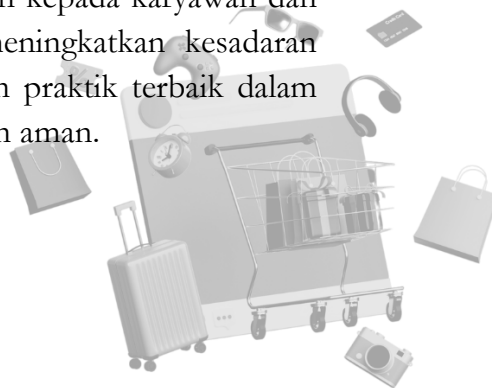 kepada karyawan dan
meningkatkan kesadaran
praktik terbaik dalam
aman.